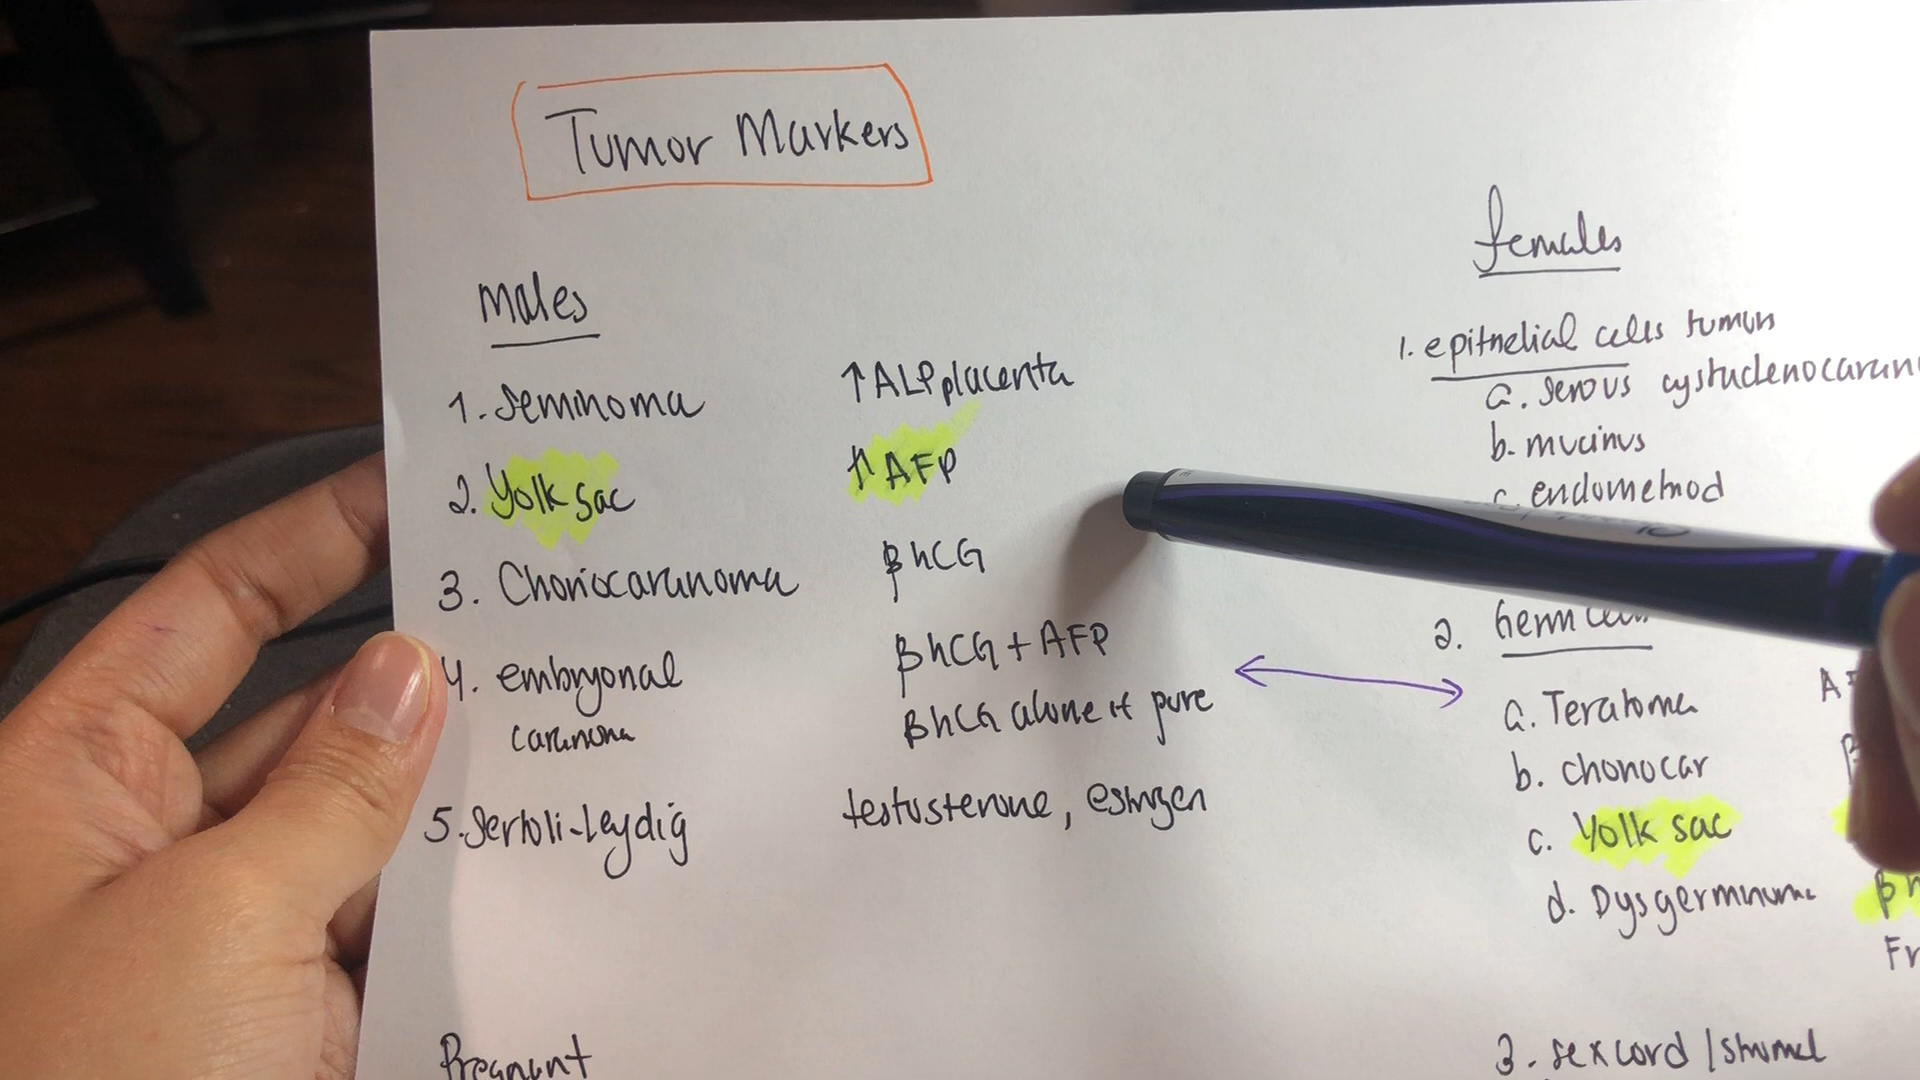 Tumor Markers
Males
1. Seminoma ↑ALP placenta
2. Yolk sac ↑↑ AFP
3. Choriocarcinoma βhCG
4. embryonal carcinoma βhCG + AFP
βhCG alone if pure
5. Sertoli-Leydig testosterone, estrogen
Pregnant
females
1. epithelial cells tumors
a. serous cystadenocarcin
b. mucinus
c. endometriod
2. Germ cell
a. Teratoma
b. choriocar
c. Yolk sac
d. Dysgerminoma
3. sex cord / stromal